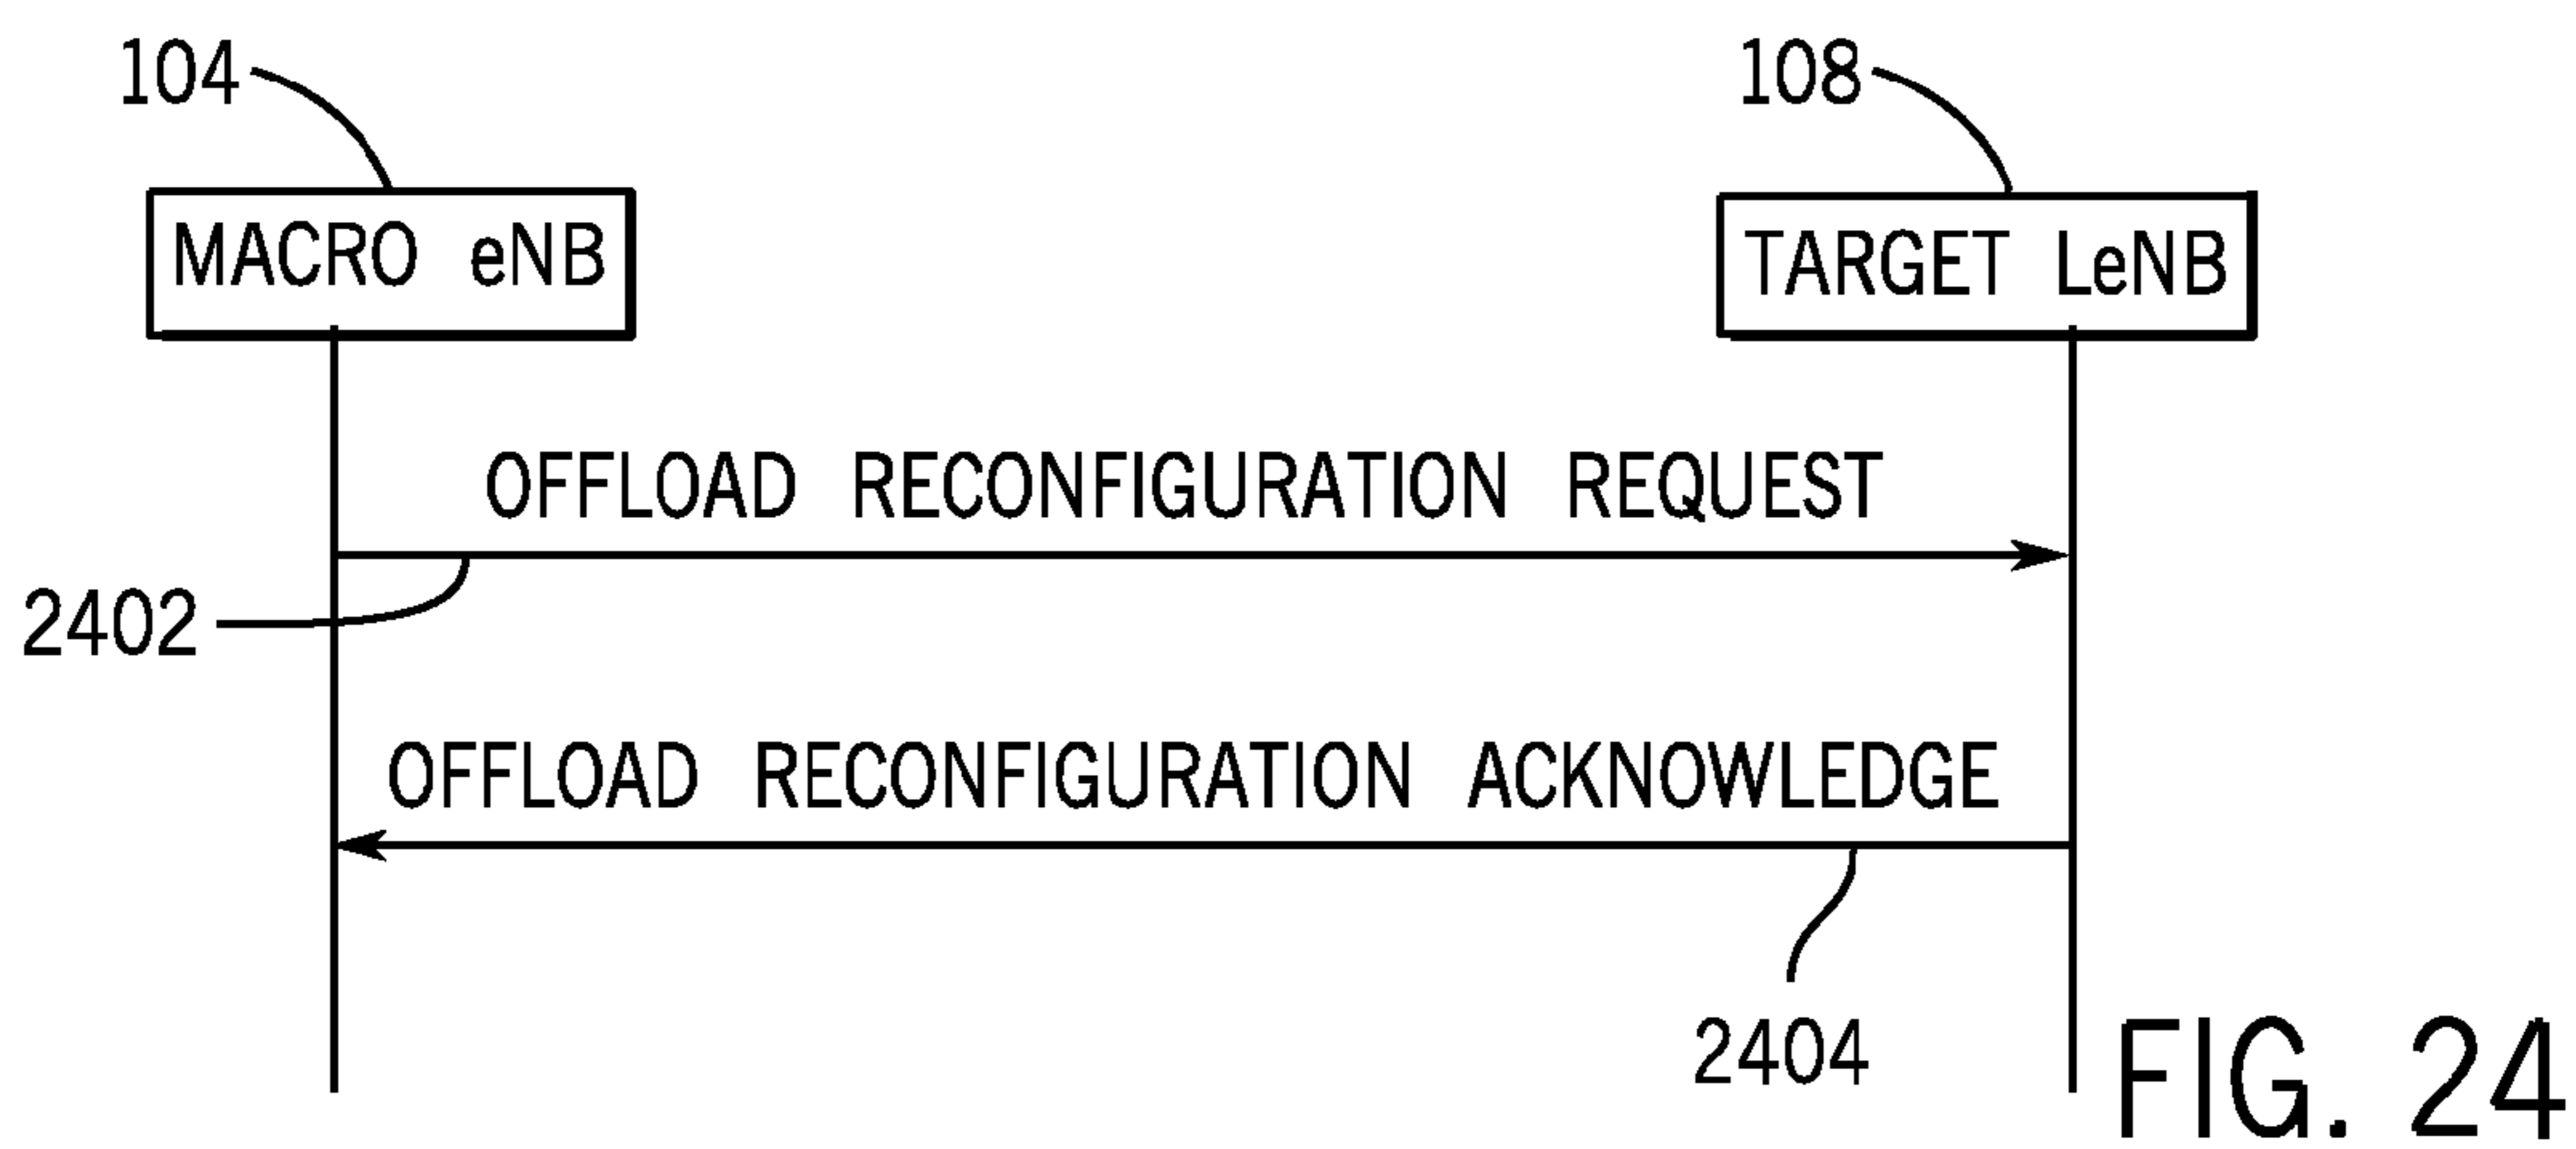 104
108
MACRO eNB
TARGET LeNB
OFFLOAD RECONFIGURATION REQUEST
2402
OFFLOAD RECONFIGURATION ACKNOWLEDGE
2404
FIG. 24